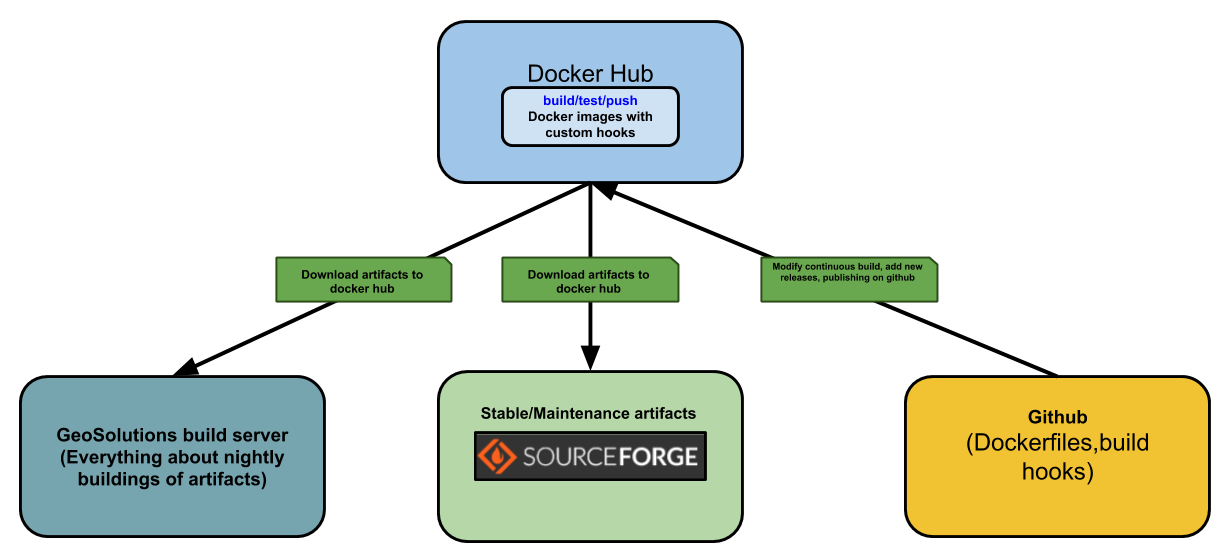 Docker Hub
build/test/push
Docker images with
custom hooks
Download artifacts to
docker hub
Download artifacts to
docker hub
Modify continuous build, add new
releases, publishing on github
GeoSolutions build server
(Everything about nightly
buildings of artifacts)
Stable/Maintenance artifacts
SOURCEFORGE
Github
(Dockerfiles,build
hooks)